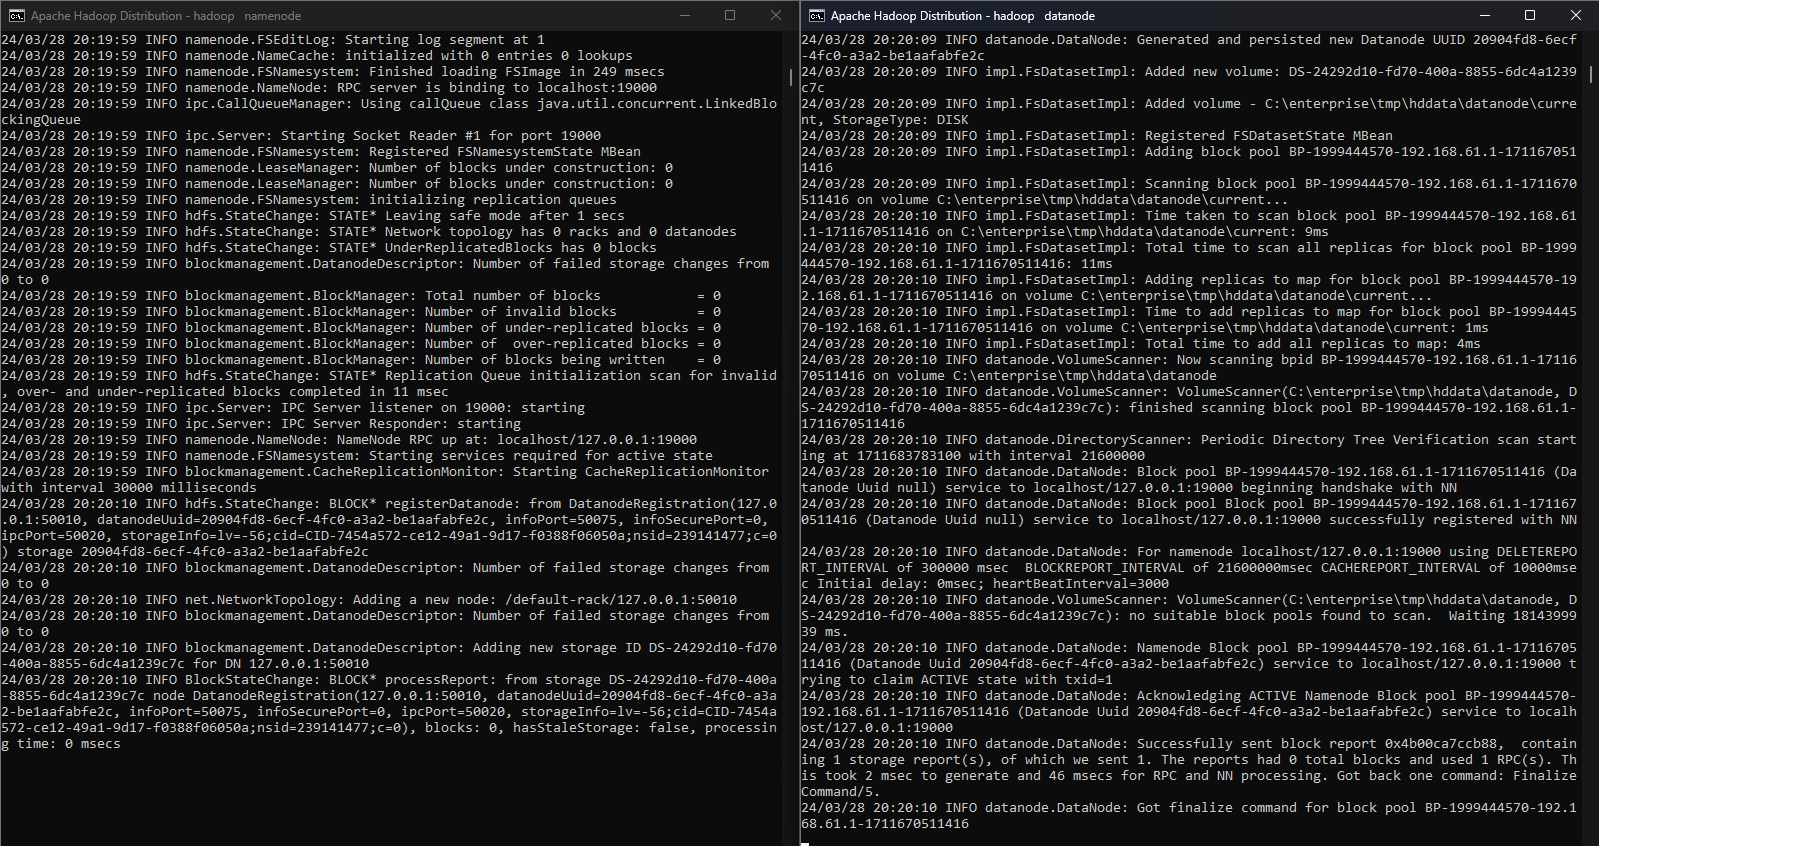 Apache Hadoop Distribution - hadoop   namenode
24/03/28 20:19:59 INFO namenode.FSEditLog: Starting log segment at 1
24/03/28 20:19:59 INFO namenode.NameCache: initialized with 0 entries 0 lookups
24/03/28 20:19:59 INFO namenode.FSNamesystem: Finished loading FSImage in 249 msecs
24/03/28 20:19:59 INFO namenode.NameNode: RPC server is binding to localhost:19000
24/03/28 20:19:59 INFO ipc.CallQueueManager: Using callQueue class java.util.concurrent.LinkedBlo
ckingQueue
24/03/28 20:19:59 INFO ipc.Server: Starting Socket Reader #1 for port 19000
24/03/28 20:19:59 INFO namenode.FSNamesystem: Registered FSNamesystemState MBean
24/03/28 20:19:59 INFO namenode.LeaseManager: Number of blocks under construction: 0
24/03/28 20:19:59 INFO namenode.LeaseManager: Number of blocks under construction: 0
24/03/28 20:19:59 INFO namenode.FSNamesystem: initializing replication queues
24/03/28 20:19:59 INFO hdfs.StateChange: STATE* Leaving safe mode after 1 secs
24/03/28 20:19:59 INFO hdfs.StateChange: STATE* Network topology has 0 racks and 0 datanodes
24/03/28 20:19:59 INFO hdfs.StateChange: STATE* UnderReplicatedBlocks has 0 blocks
24/03/28 20:19:59 INFO blockmanagement.DatanodeDescriptor: Number of failed storage changes from
0 to 0
24/03/28 20:19:59 INFO blockmanagement.BlockManager: Total number of blocks            = 0
24/03/28 20:19:59 INFO blockmanagement.BlockManager: Number of invalid blocks          = 0
24/03/28 20:19:59 INFO blockmanagement.BlockManager: Number of under-replicated blocks = 0
24/03/28 20:19:59 INFO blockmanagement.BlockManager: Number of  over-replicated blocks = 0
24/03/28 20:19:59 INFO blockmanagement.BlockManager: Number of blocks being written    = 0
24/03/28 20:19:59 INFO hdfs.StateChange: STATE* Replication Queue initialization scan for invalid
, over- and under-replicated blocks completed in 11 msec
24/03/28 20:19:59 INFO ipc.Server: IPC Server listener on 19000: starting
24/03/28 20:19:59 INFO ipc.Server: IPC Server Responder: starting
24/03/28 20:19:59 INFO namenode.NameNode: NameNode RPC up at: localhost/127.0.0.1:19000
24/03/28 20:19:59 INFO namenode.FSNamesystem: Starting services required for active state
24/03/28 20:19:59 INFO blockmanagement.CacheReplicationMonitor: Starting CacheReplicationMonitor
with interval 30000 milliseconds
24/03/28 20:20:10 INFO hdfs.StateChange: BLOCK* registerDatanode: from DatanodeRegistration(127.0
.0.1:50010, datanodeUuid=20904fd8-6ecf-4fc0-a3a2-be1aafabfe2c, infoPort=50075, infoSecurePort=0,
ipcPort=50020, storageInfo=lv=-56;cid=CID-7454a572-ce12-49a1-9d17-f0388f06050a;nsid=239141477;c=0
) storage 20904fd8-6ecf-4fc0-a3a2-be1aafabfe2c
24/03/28 20:20:10 INFO blockmanagement.DatanodeDescriptor: Number of failed storage changes from
0 to 0
24/03/28 20:20:10 INFO net.NetworkTopology: Adding a new node: /default-rack/127.0.0.1:50010
24/03/28 20:20:10 INFO blockmanagement.DatanodeDescriptor: Number of failed storage changes from
0 to 0
24/03/28 20:20:10 INFO blockmanagement.DatanodeDescriptor: Adding new storage ID DS-24292d10-fd70
-400a-8855-6dc4a1239c7c for DN 127.0.0.1:50010
24/03/28 20:20:10 INFO BlockStateChange: BLOCK* processReport: from storage DS-24292d10-fd70-400a
-8855-6dc4a1239c7c node DatanodeRegistration(127.0.0.1:50010, datanodeUuid=20904fd8-6ecf-4fc0-a3a
2-be1aafabfe2c, infoPort=50075, infoSecurePort=0, ipcPort=50020, storageInfo=lv=-56;cid=CID-7454a
572-ce12-49a1-9d17-f0388f06050a;nsid=239141477;c=0), blocks: 0, hasStaleStorage: false, processin
g time: 0 msecs
Apache Hadoop Distribution - hadoop   datanode
24/03/28 20:20:09 INFO datanode.DataNode: Generated and persisted new Datanode UUID 20904fd8-6ecf
-4fc0-a3a2-be1aafabfe2c
24/03/28 20:20:09 INFO impl.FsDatasetImpl: Added new volume: DS-24292d10-fd70-400a-8855-6dc4a1239
c7c
24/03/28 20:20:09 INFO impl.FsDatasetImpl: Added volume - C:\enterprise\tmp\hddata\datanode\curre
nt, StorageType: DISK
24/03/28 20:20:09 INFO impl.FsDatasetImpl: Registered FSDatasetState MBean
24/03/28 20:20:09 INFO impl.FsDatasetImpl: Adding block pool BP-1999444570-192.168.61.1-171167051
1416
24/03/28 20:20:09 INFO impl.FsDatasetImpl: Scanning block pool BP-1999444570-192.168.61.1-1711670
511416 on volume C:\enterprise\tmp\hddata\datanode\current...
24/03/28 20:20:10 INFO impl.FsDatasetImpl: Time taken to scan block pool BP-1999444570-192.168.61
.1-1711670511416 on C:\enterprise\tmp\hddata\datanode\current: 9ms
24/03/28 20:20:10 INFO impl.FsDatasetImpl: Total time to scan all replicas for block pool BP-1999
444570-192.168.61.1-1711670511416: 11ms
24/03/28 20:20:10 INFO impl.FsDatasetImpl: Adding replicas to map for block pool BP-1999444570-19
2.168.61.1-1711670511416 on volume C:\enterprise\tmp\hddata\datanode\current...
24/03/28 20:20:10 INFO impl.FsDatasetImpl: Time to add replicas to map for block pool BP-19994445
70-192.168.61.1-1711670511416 on volume C:\enterprise\tmp\hddata\datanode\current: 1ms
24/03/28 20:20:10 INFO impl.FsDatasetImpl: Total time to add all replicas to map: 4ms
24/03/28 20:20:10 INFO datanode.VolumeScanner: Now scanning bpid BP-1999444570-192.168.61.1-17116
70511416 on volume C:\enterprise\tmp\hddata\datanode
24/03/28 20:20:10 INFO datanode.VolumeScanner: VolumeScanner(C:\enterprise\tmp\hddata\datanode, D
S-24292d10-fd70-400a-8855-6dc4a1239c7c): finished scanning block pool BP-1999444570-192.168.61.1-
1711670511416
24/03/28 20:20:10 INFO datanode.DirectoryScanner: Periodic Directory Tree Verification scan start
ing at 1711683783100 with interval 21600000
24/03/28 20:20:10 INFO datanode.DataNode: Block pool BP-1999444570-192.168.61.1-1711670511416 (Da
tanode Uuid null) service to localhost/127.0.0.1:19000 beginning handshake with NN
24/03/28 20:20:10 INFO datanode.DataNode: Block pool Block pool BP-1999444570-192.168.61.1-171167
0511416 (Datanode Uuid null) service to localhost/127.0.0.1:19000 successfully registered with NN
24/03/28 20:20:10 INFO datanode.DataNode: For namenode localhost/127.0.0.1:19000 using DELETEREPO
RT_INTERVAL of 300000 msec  BLOCKREPORT_INTERVAL of 21600000msec CACHEREPORT_INTERVAL of 10000mse
c Initial delay: 0msec; heartBeatInterval=3000
24/03/28 20:20:10 INFO datanode.VolumeScanner: VolumeScanner(C:\enterprise\tmp\hddata\datanode, D
S-24292d10-fd70-400a-8855-6dc4a1239c7c): no suitable block pools found to scan.  Waiting 18143999
39 ms.
24/03/28 20:20:10 INFO datanode.DataNode: Namenode Block pool BP-1999444570-192.168.61.1-17116705
11416 (Datanode Uuid 20904fd8-6ecf-4fc0-a3a2-be1aafabfe2c) service to localhost/127.0.0.1:19000 t
rying to claim ACTIVE state with txid=1
24/03/28 20:20:10 INFO datanode.DataNode: Acknowledging ACTIVE Namenode Block pool BP-1999444570-
192.168.61.1-1711670511416 (Datanode Uuid 20904fd8-6ecf-4fc0-a3a2-be1aafabfe2c) service to localh
ost/127.0.0.1:19000
24/03/28 20:20:10 INFO datanode.DataNode: Successfully sent block report 0x4b00ca7ccb88,  contain
ing 1 storage report(s), of which we sent 1. The reports had 0 total blocks and used 1 RPC(s). Th
is took 2 msec to generate and 46 msecs for RPC and NN processing. Got back one command: Finalize
Command/5.
24/03/28 20:20:10 INFO datanode.DataNode: Got finalize command for block pool BP-1999444570-192.1
68.61.1-1711670511416